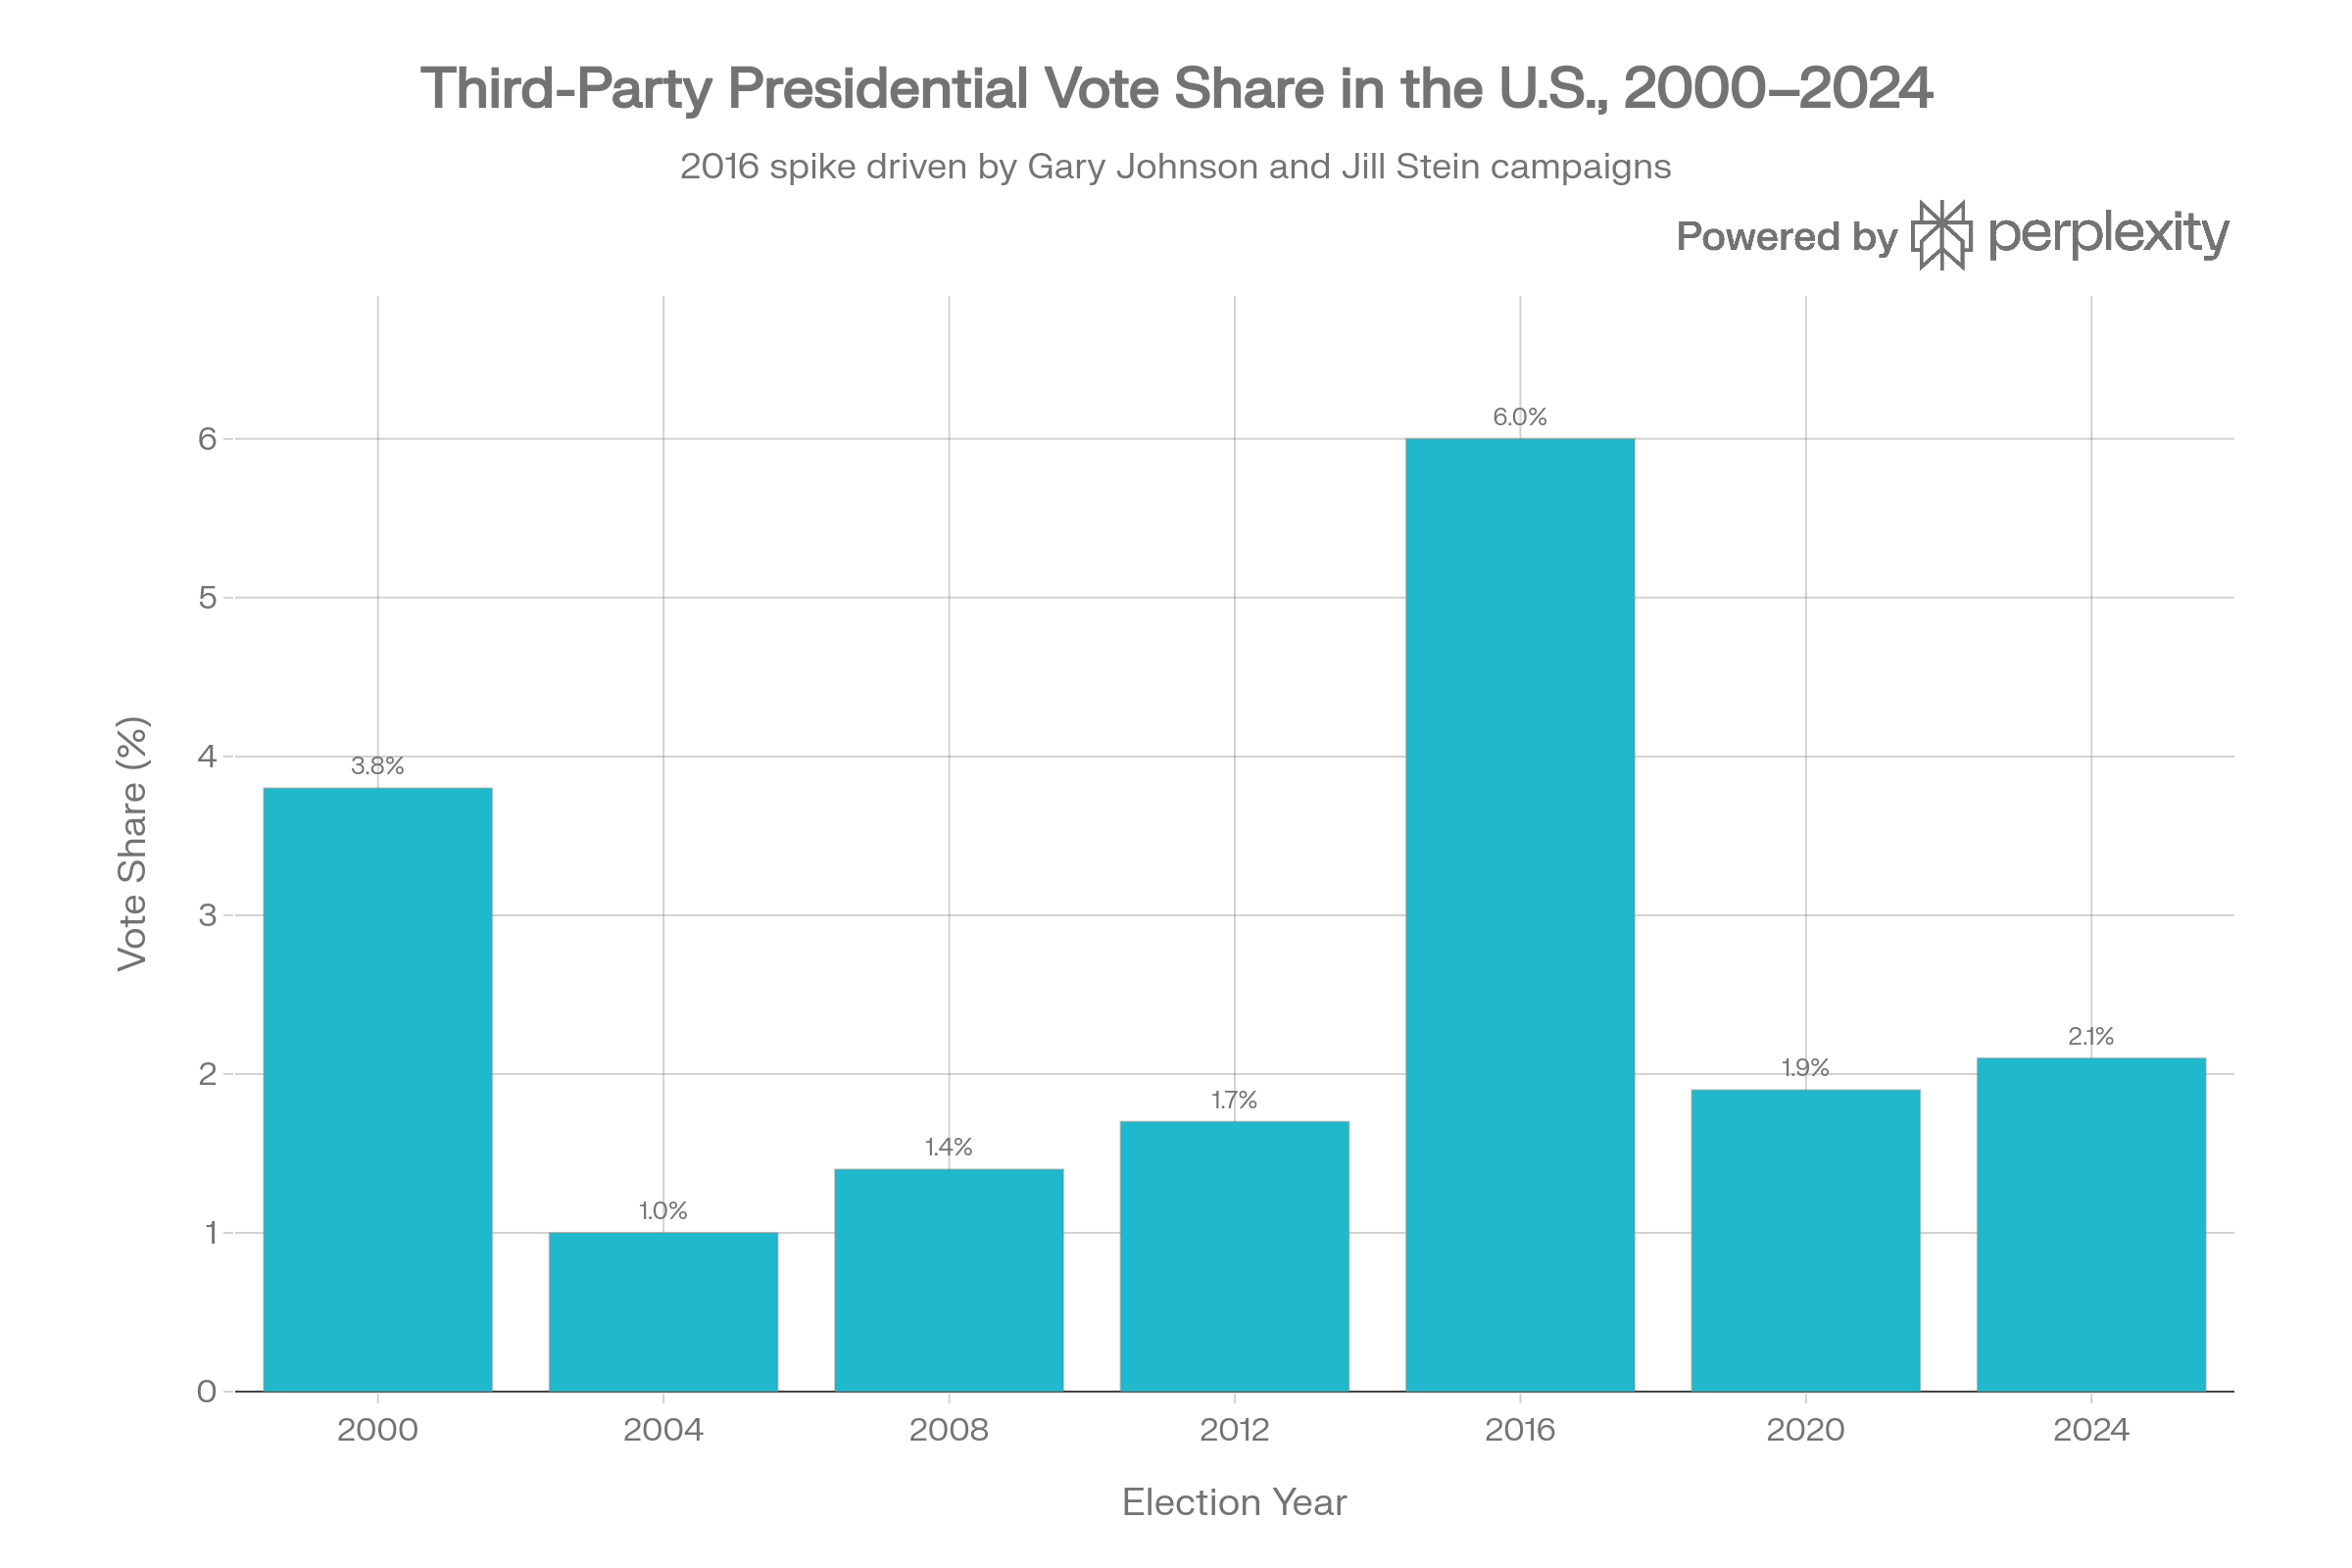 Third-Party Presidential Vote Share in the U.S., 2000–2024
2016 spike driven by Gary Johnson and Jill Stein campaigns
Powered by perplexity
Vote Share (%)
6
5
4
3
2
1
0
3.8%
1.0%
1.4%
1.7%
6.0%
1.9%
2.1%
2000 2004 2008 2012 2016 2020 2024
Election Year